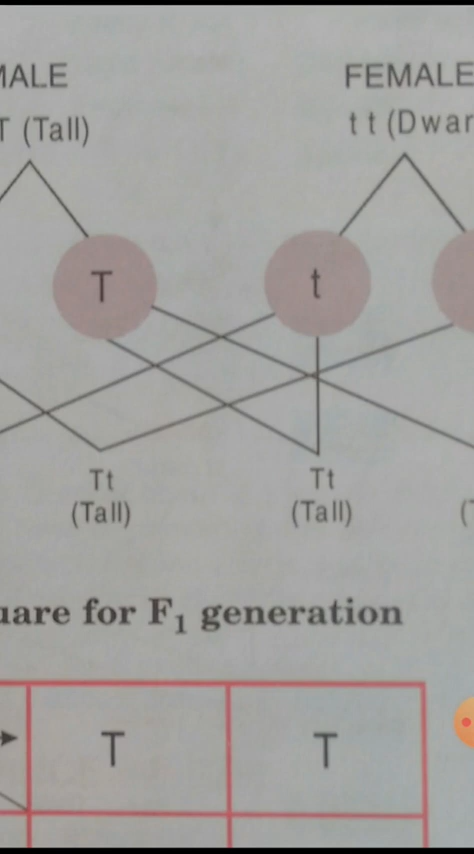 MALE FEMALE
T (Tall) t t (Dwar
T t
Tt Tt
(Tall) (Tall)
uare for F₁ generation
T T